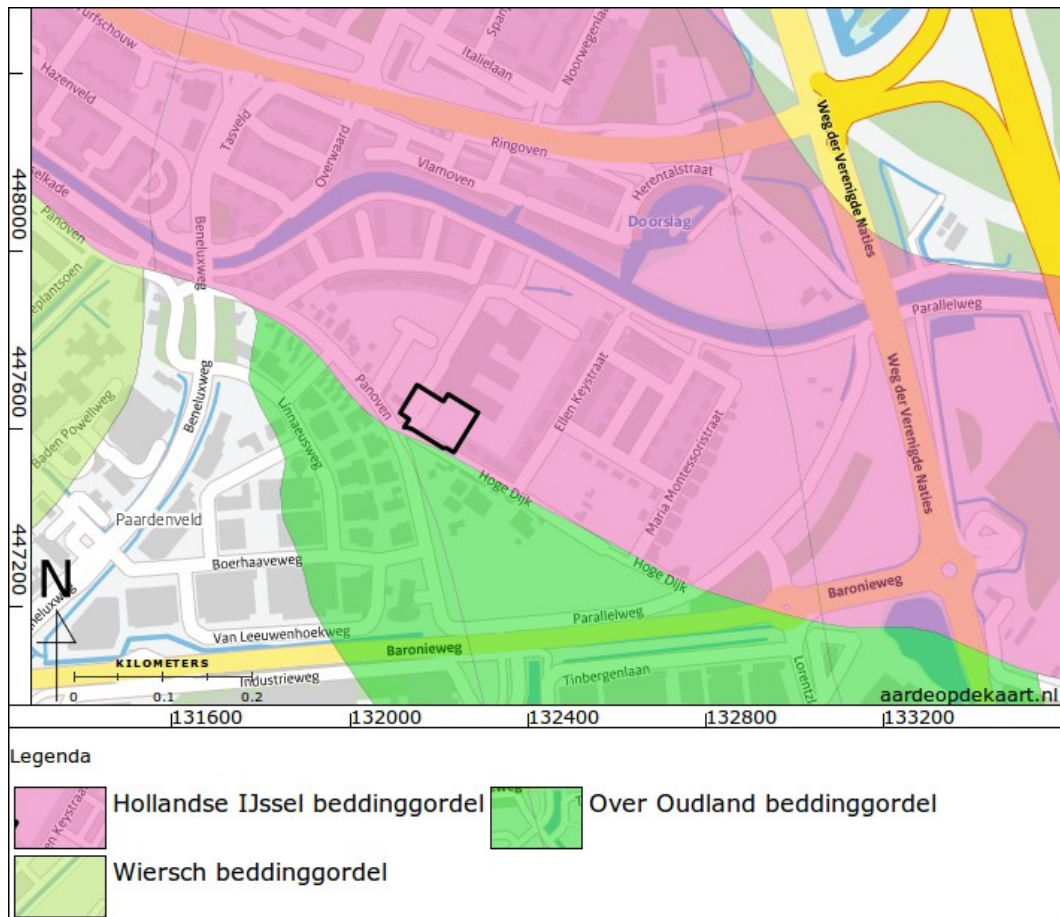 Turfschouw
Hazenveld
Tasveld
Overwaard
Italielaan
Noorwegenlaan
Ringoven
Vlamoven
Herentalstraat
Doorslag
Weg der Verenigde Naties
448000
Panoven
Beneluxweg
Parallelweg
447600
Panoven
Ellen Keystraat
Weg der Verenigde Naties
Beneluxweg
Linnaeusweg
Baden Powellweg
Maria Montessoristraat
Hoge Dijk
Paardenveld
447200
Boerhaaveweg
Hoge Dijk
Baronieweg
N
Parallelweg
Van Leeuwenhoekweg
Baronieweg
KILOMETERS
Industrieweg
Tinbergenlaan
0 0.1 0.2
aardeopdekaart.nl
131600 132000 132400 132800 133200
Legenda
Hollandse IJssel beddinggordel
Over Oudland beddinggordel
Wiersch beddinggordel